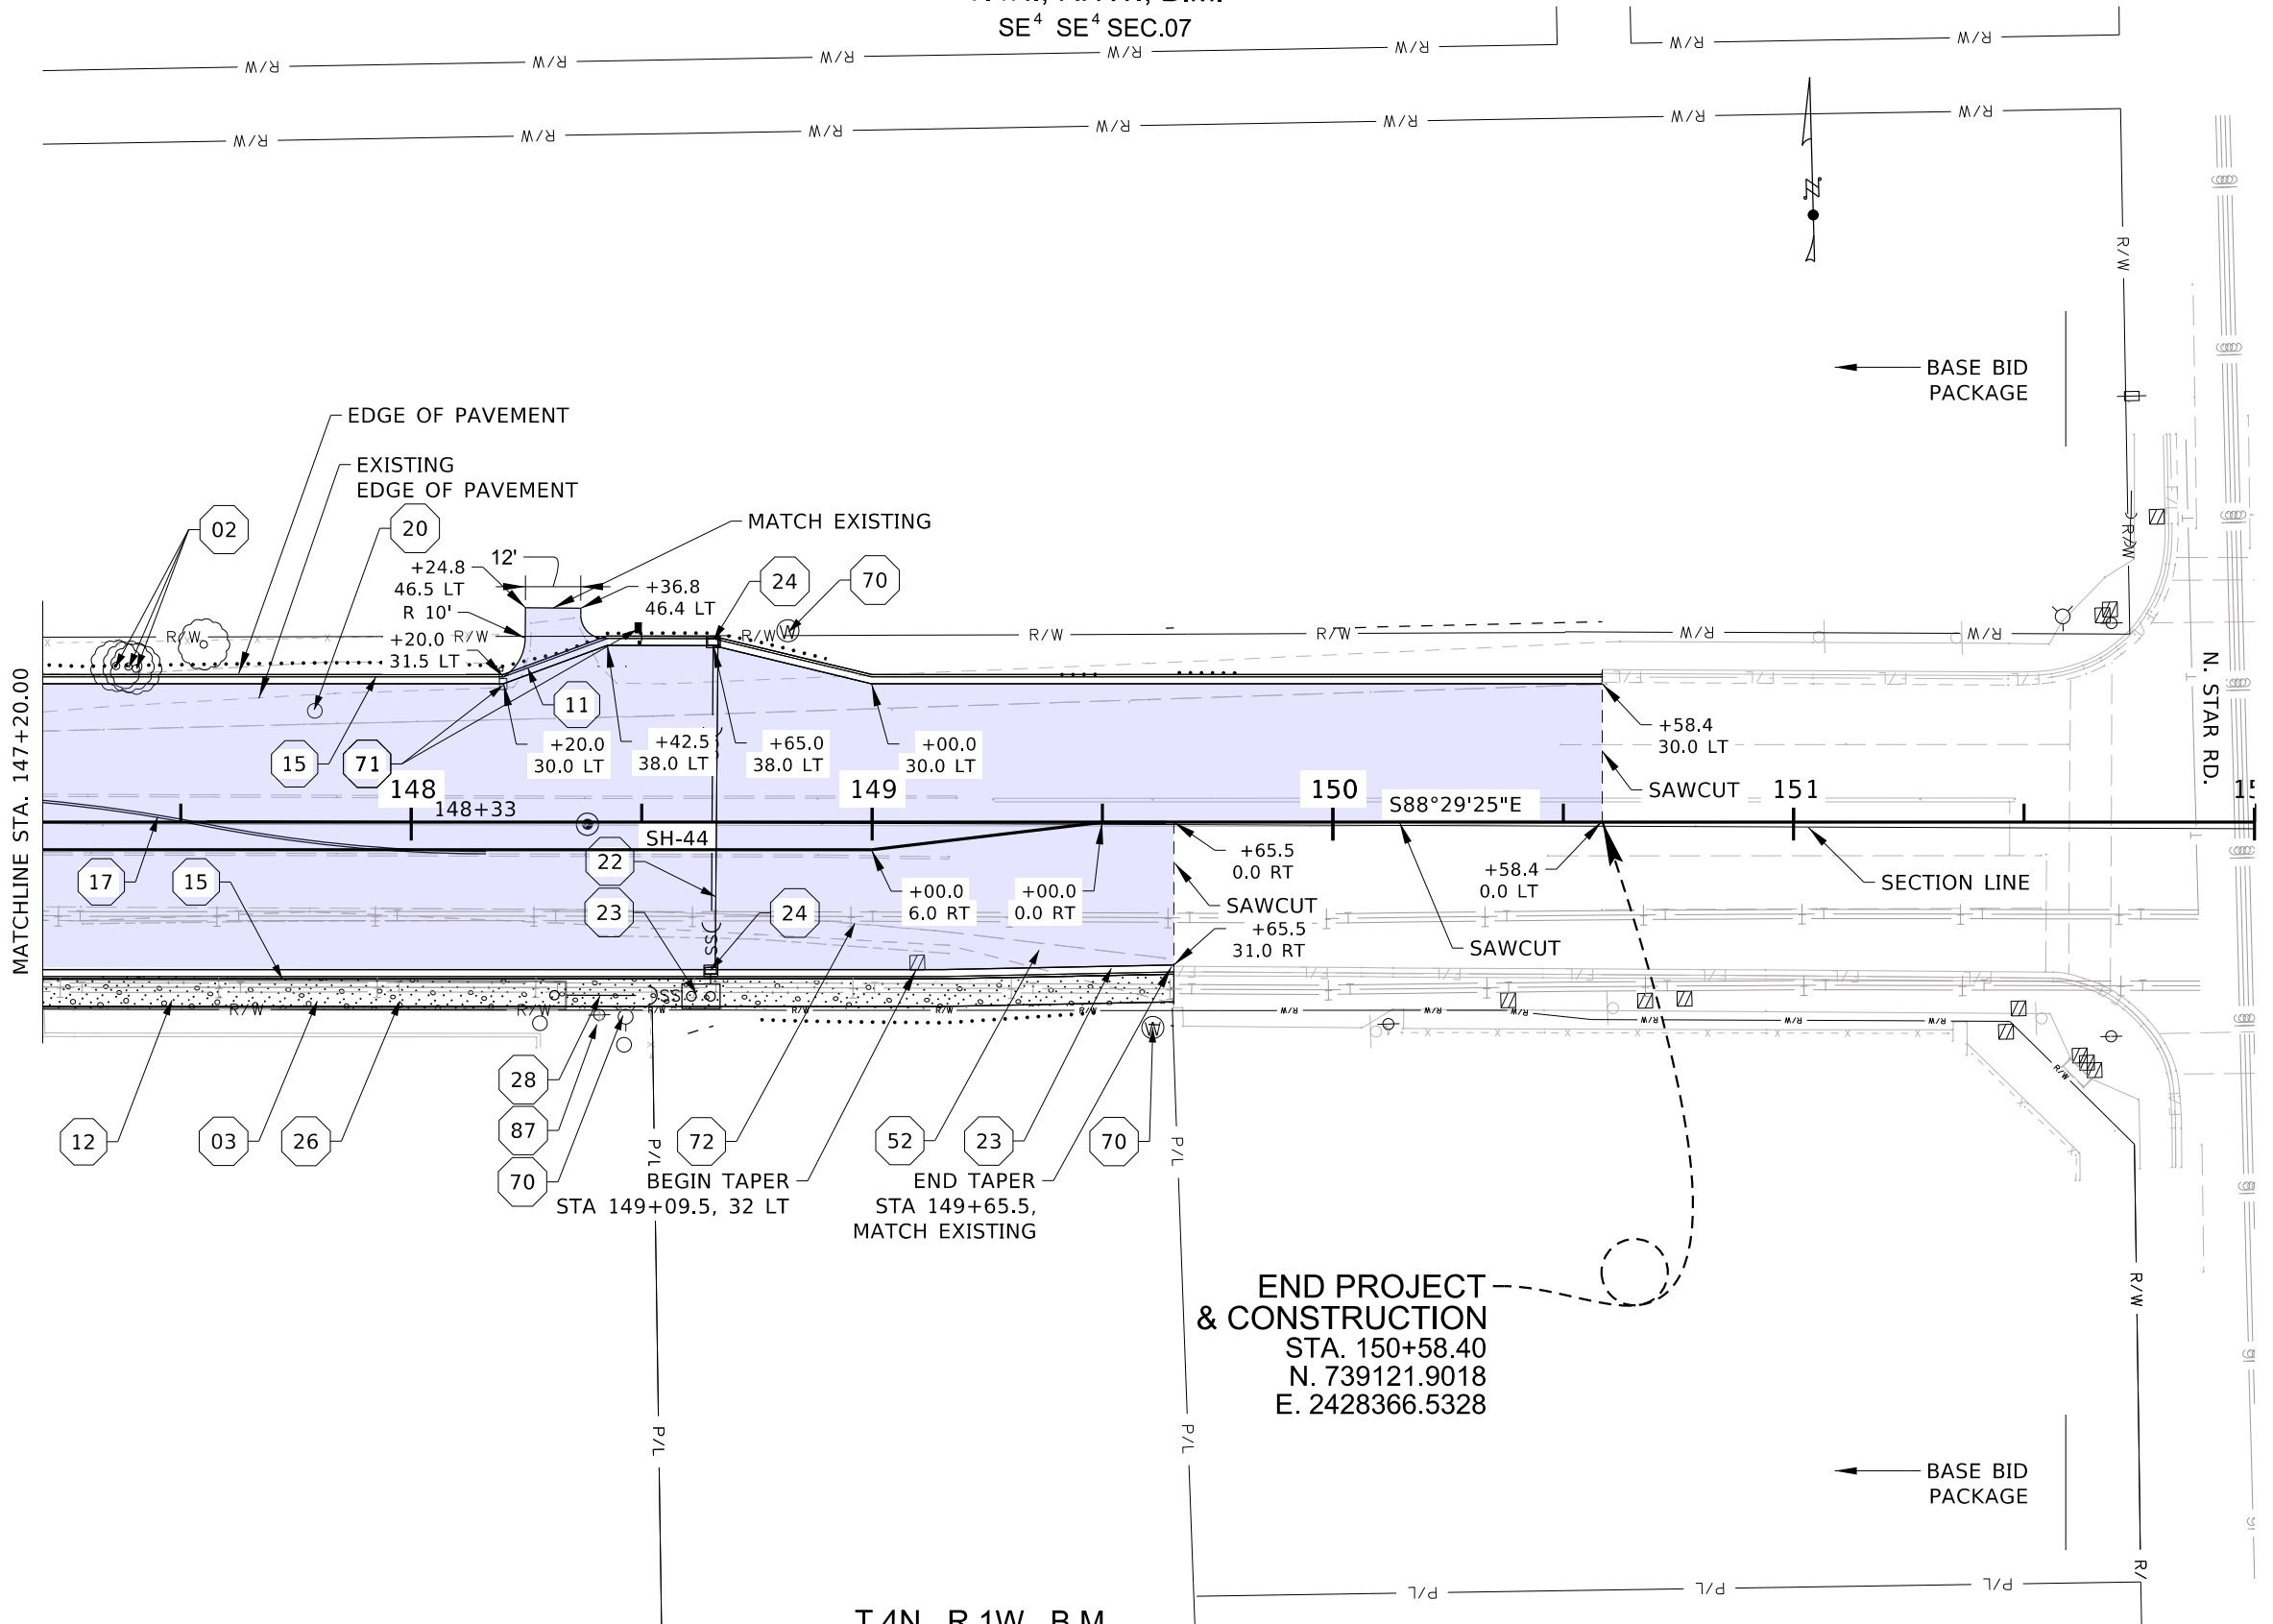 SE⁴ SE⁴ SEC.07
R/W R/W R/W R/W R/W R/W R/W
R/W R/W R/W R/W R/W R/W R/W
R/W
BASE BID
PACKAGE
EDGE OF PAVEMENT
EXISTING
EDGE OF PAVEMENT
02
20
MATCH EXISTING
12'
+24.8
46.5 LT
R 10'
+36.8
46.4 LT
24
70
+20.0
31.5 LT
R/W R/W R/W W R/W R/W R/W R/W
R/W
N. STAR RD.
MATCHLINE STA. 147+20.00
11
15
71
+20.0
30.0 LT
+42.5
38.0 LT
+65.0
38.0 LT
+00.0
30.0 LT
+58.4
30.0 LT
SAWCUT
148
149
150
151
15
148+33
S88°29'25"E
SH-44
17
15
22
23
24
+00.0
6.0 RT
+00.0
0.0 RT
+65.5
0.0 RT
SAWCUT
+65.5
31.0 RT
+58.4
0.0 LT
SAWCUT
SECTION LINE
SS
SS
R/W R/W R/W R/W R/W R/W R/W R/W R/W R/W R/W
W
R/W
28
87
70
12
03
26
72
52
23
70
P/L
P/L
BEGIN TAPER
STA 149+09.5, 32 LT
END TAPER
STA 149+65.5,
MATCH EXISTING
END PROJECT
& CONSTRUCTION
STA. 150+58.40
N. 739121.9018
E. 2428366.5328
R/W
P/L
P/L
BASE BID
PACKAGE
P/L P/L P/L
R/
T.4N., R.1W., B.M.